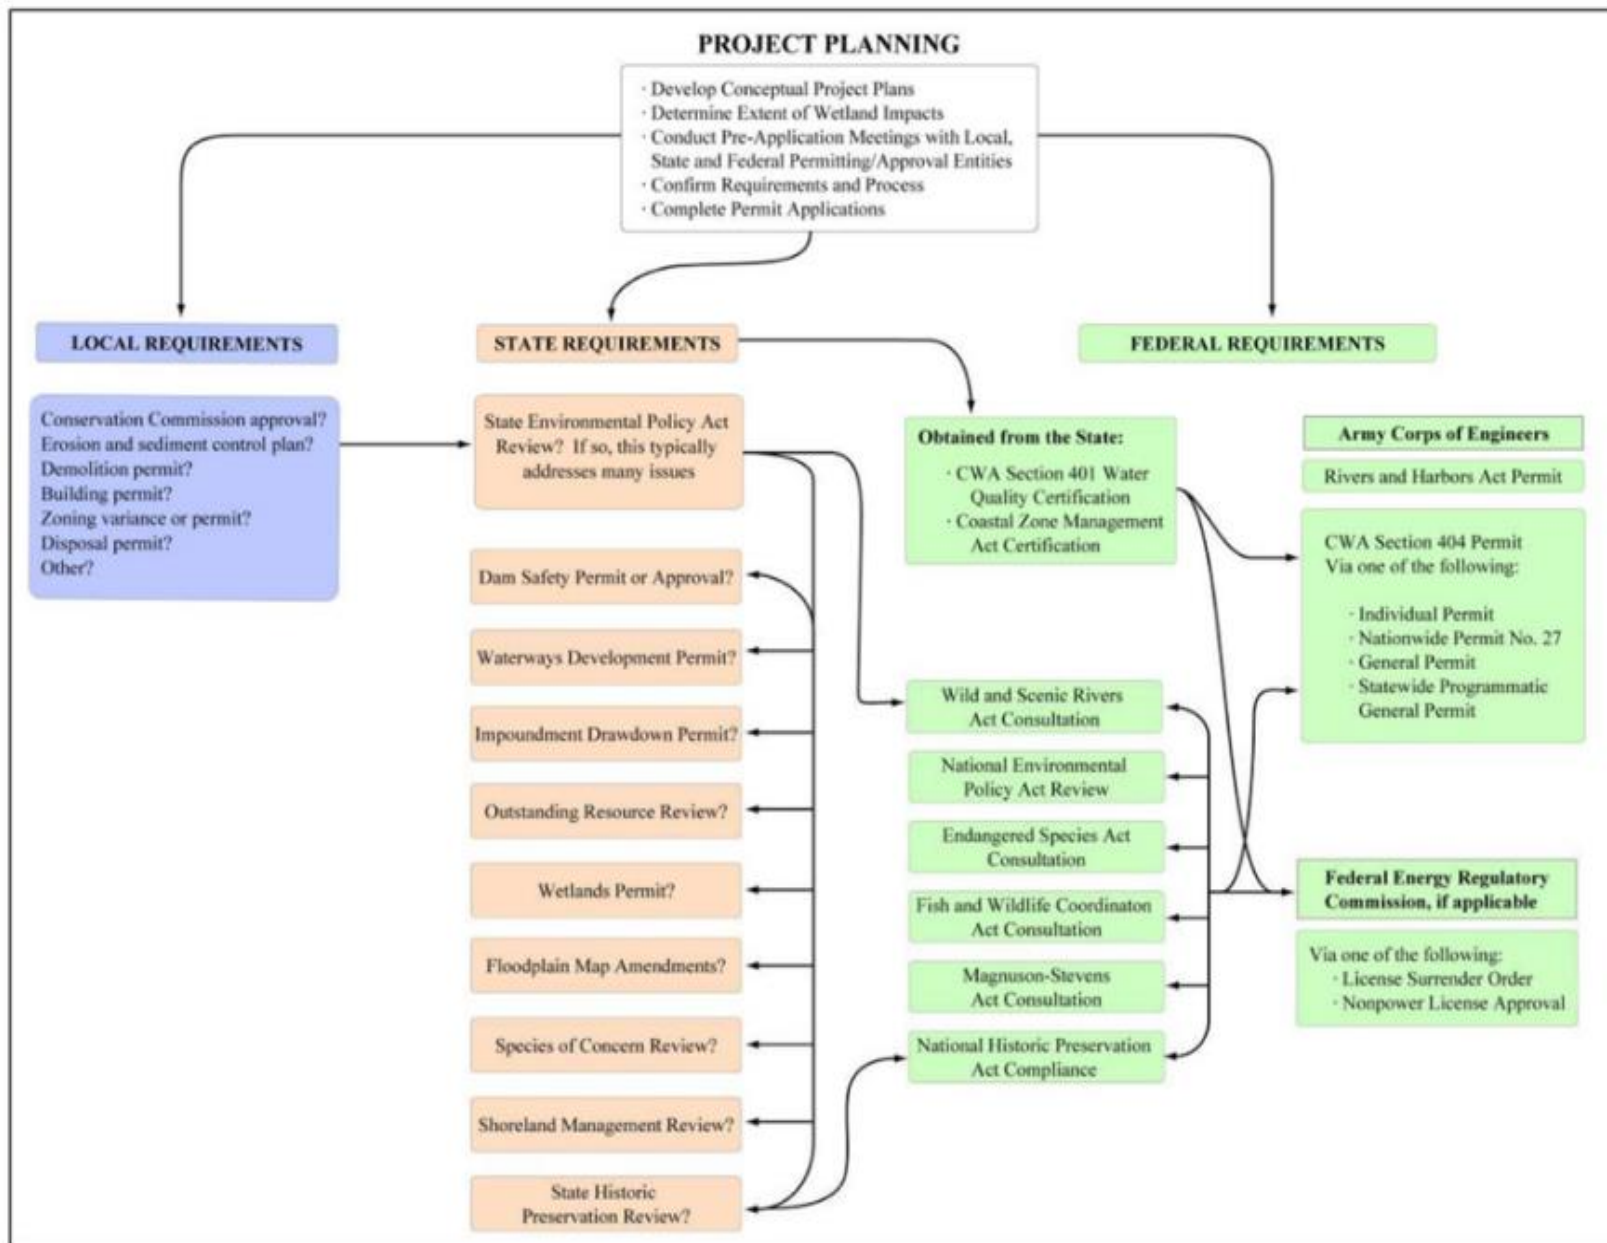 PROJECT PLANNING
· Develop Conceptual Project Plans
· Determine Extent of Wetland Impacts
· Conduct Pre-Application Meetings with Local,
State and Federal Permitting/Approval Entities
· Confirm Requirements and Process
· Complete Permit Applications
LOCAL REQUIREMENTS
Conservation Commission approval?
Erosion and sediment control plan?
Demolition permit?
Building permit?
Zoning variance or permit?
Disposal permit?
Other?
STATE REQUIREMENTS
State Environmental Policy Act
Review? If so, this typically
addresses many issues
Dam Safety Permit or Approval?
Waterways Development Permit?
Impoundment Drawdown Permit?
Outstanding Resource Review?
Wetlands Permit?
Floodplain Map Amendments?
Species of Concern Review?
Shoreland Management Review?
State Historic
Preservation Review?
FEDERAL REQUIREMENTS
Obtained from the State:
· CWA Section 401 Water
Quality Certification
· Coastal Zone Management
Act Certification
Wild and Scenic Rivers
Act Consultation
National Environmental
Policy Act Review
Endangered Species Act
Consultation
Fish and Wildlife Coordinaton
Act Consultation
Magnuson-Stevens
Act Consultation
National Historic Preservation
Act Compliance
Army Corps of Engineers
Rivers and Harbors Act Permit
CWA Section 404 Permit
Via one of the following:
· Individual Permit
· Nationwide Permit No. 27
· General Permit
· Statewide Programmatic
General Permit
Federal Energy Regulatory
Commission, if applicable
Via one of the following:
· License Surrender Order
· Nonpower License Approval